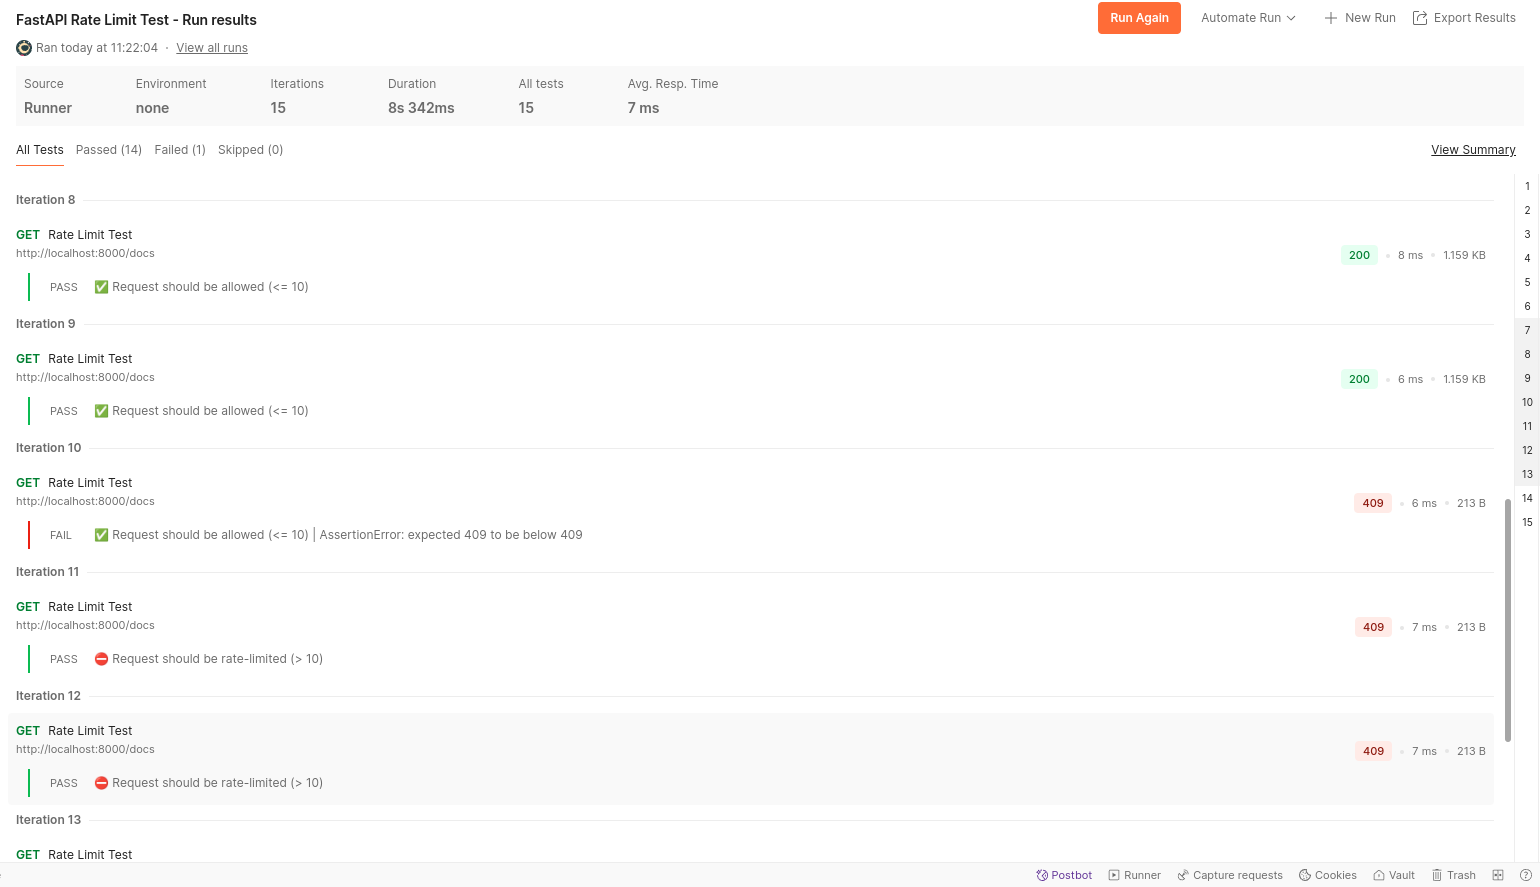 FastAPI Rate Limit Test - Run results
Run Again
Automate Run
New Run
Export Results
Ran today at 11:22:04 · View all runs
Source Environment Iterations Duration All tests Avg. Resp. Time
Runner none 15 8s 342ms 15 7 ms
All Tests Passed (14) Failed (1) Skipped (0) View Summary
Iteration 8
GET Rate Limit Test
http://localhost:8000/docs
200 • 8 ms • 1.159 KB
PASS ✅ Request should be allowed (<= 10)
Iteration 9
GET Rate Limit Test
http://localhost:8000/docs
200 • 6 ms • 1.159 KB
PASS ✅ Request should be allowed (<= 10)
Iteration 10
GET Rate Limit Test
http://localhost:8000/docs
409 • 6 ms • 213 B
FAIL ✅ Request should be allowed (<= 10) | AssertionError: expected 409 to be below 409
Iteration 11
GET Rate Limit Test
http://localhost:8000/docs
409 • 7 ms • 213 B
PASS ⛔ Request should be rate-limited (> 10)
Iteration 12
GET Rate Limit Test
http://localhost:8000/docs
409 • 7 ms • 213 B
PASS ⛔ Request should be rate-limited (> 10)
Iteration 13
GET Rate Limit Test
1
2
3
4
5
6
7
8
9
10
11
12
13
14
15
Postbot Runner Capture requests Cookies Vault Trash